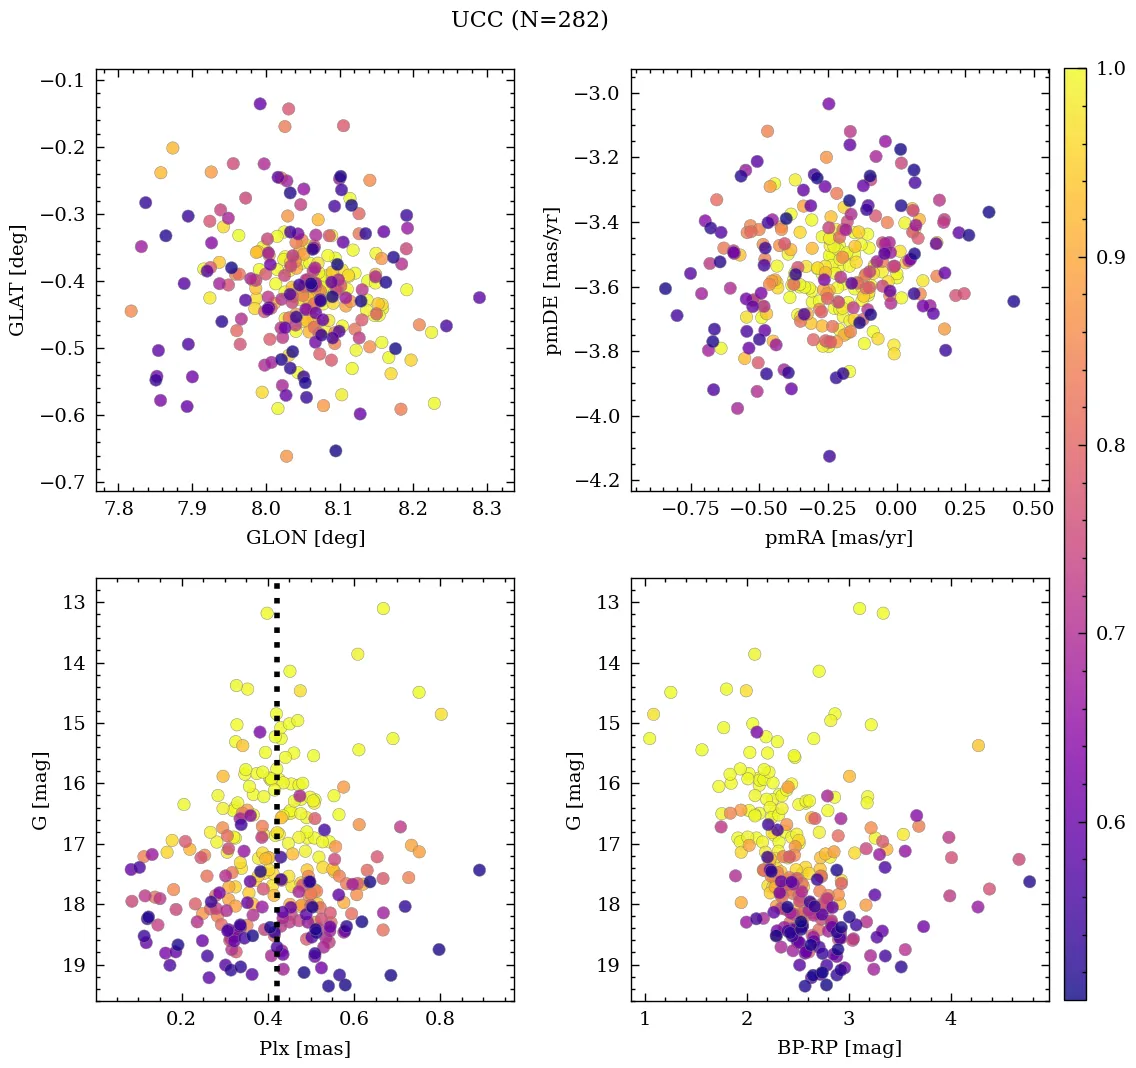 UCC (N=282)
−0.1
−0.2
−0.3
−0.4
−0.5
−0.6
−0.7
GLAT [deg]
7.8 7.9 8.0 8.1 8.2 8.3
GLON [deg]
−3.0
−3.2
−3.4
−3.6
−3.8
−4.0
−4.2
pmDE [mas/yr]
−0.75 −0.50 −0.25 0.00 0.25 0.50
pmRA [mas/yr]
13
14
15
16
17
18
19
G [mag]
0.2 0.4 0.6 0.8
Plx [mas]
13
14
15
16
17
18
19
G [mag]
1 2 3 4
BP-RP [mag]
1.0
0.9
0.8
0.7
0.6